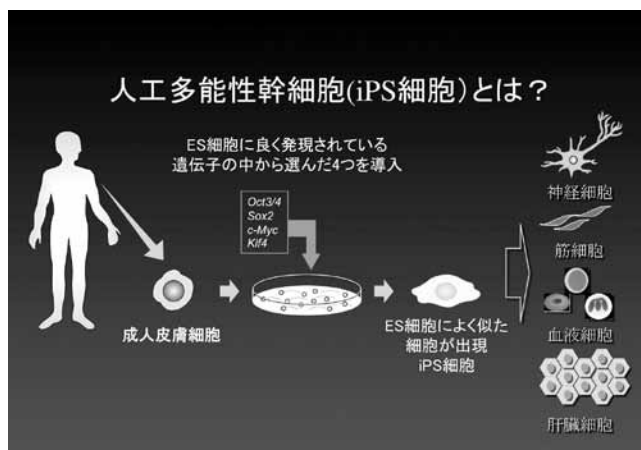 人工多能性幹細胞(iPS細胞)とは？
ES細胞に良く発現されている
遺伝子の中から選んだ4つを導入
Oct3/4
Sox2
c-Myc
Klf4
成人皮膚細胞
ES細胞によく似た
細胞が出現
iPS細胞
神経細胞
筋細胞
血液細胞
肝臓細胞